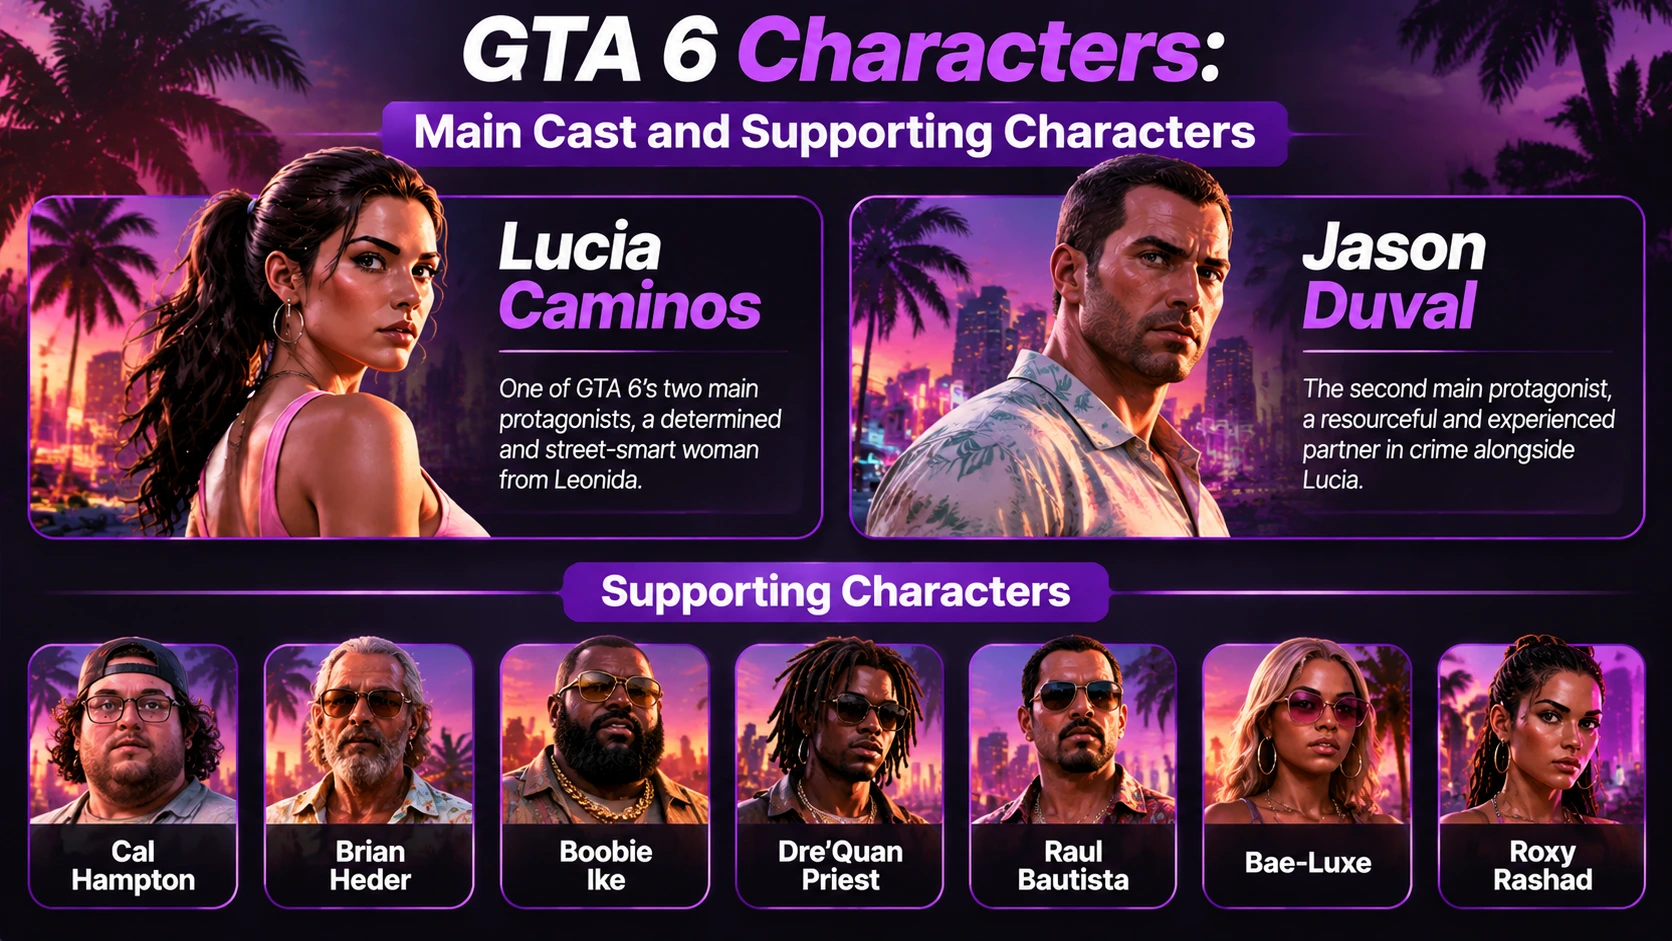 GTA 6 Characters:
Main Cast and Supporting Characters
Lucia
Caminos
One of GTA 6’s two main
protagonists, a determined
and street-smart woman
from Leonida.
Jason
Duval
The second main protagonist,
a resourceful and experienced
partner in crime alongside
Lucia.
Supporting Characters
Cal
Hampton
Brian
Heder
Boobie
Ike
Dre’Quan
Priest
Raul
Bautista
Bae-Luxe
Roxy
Rashad